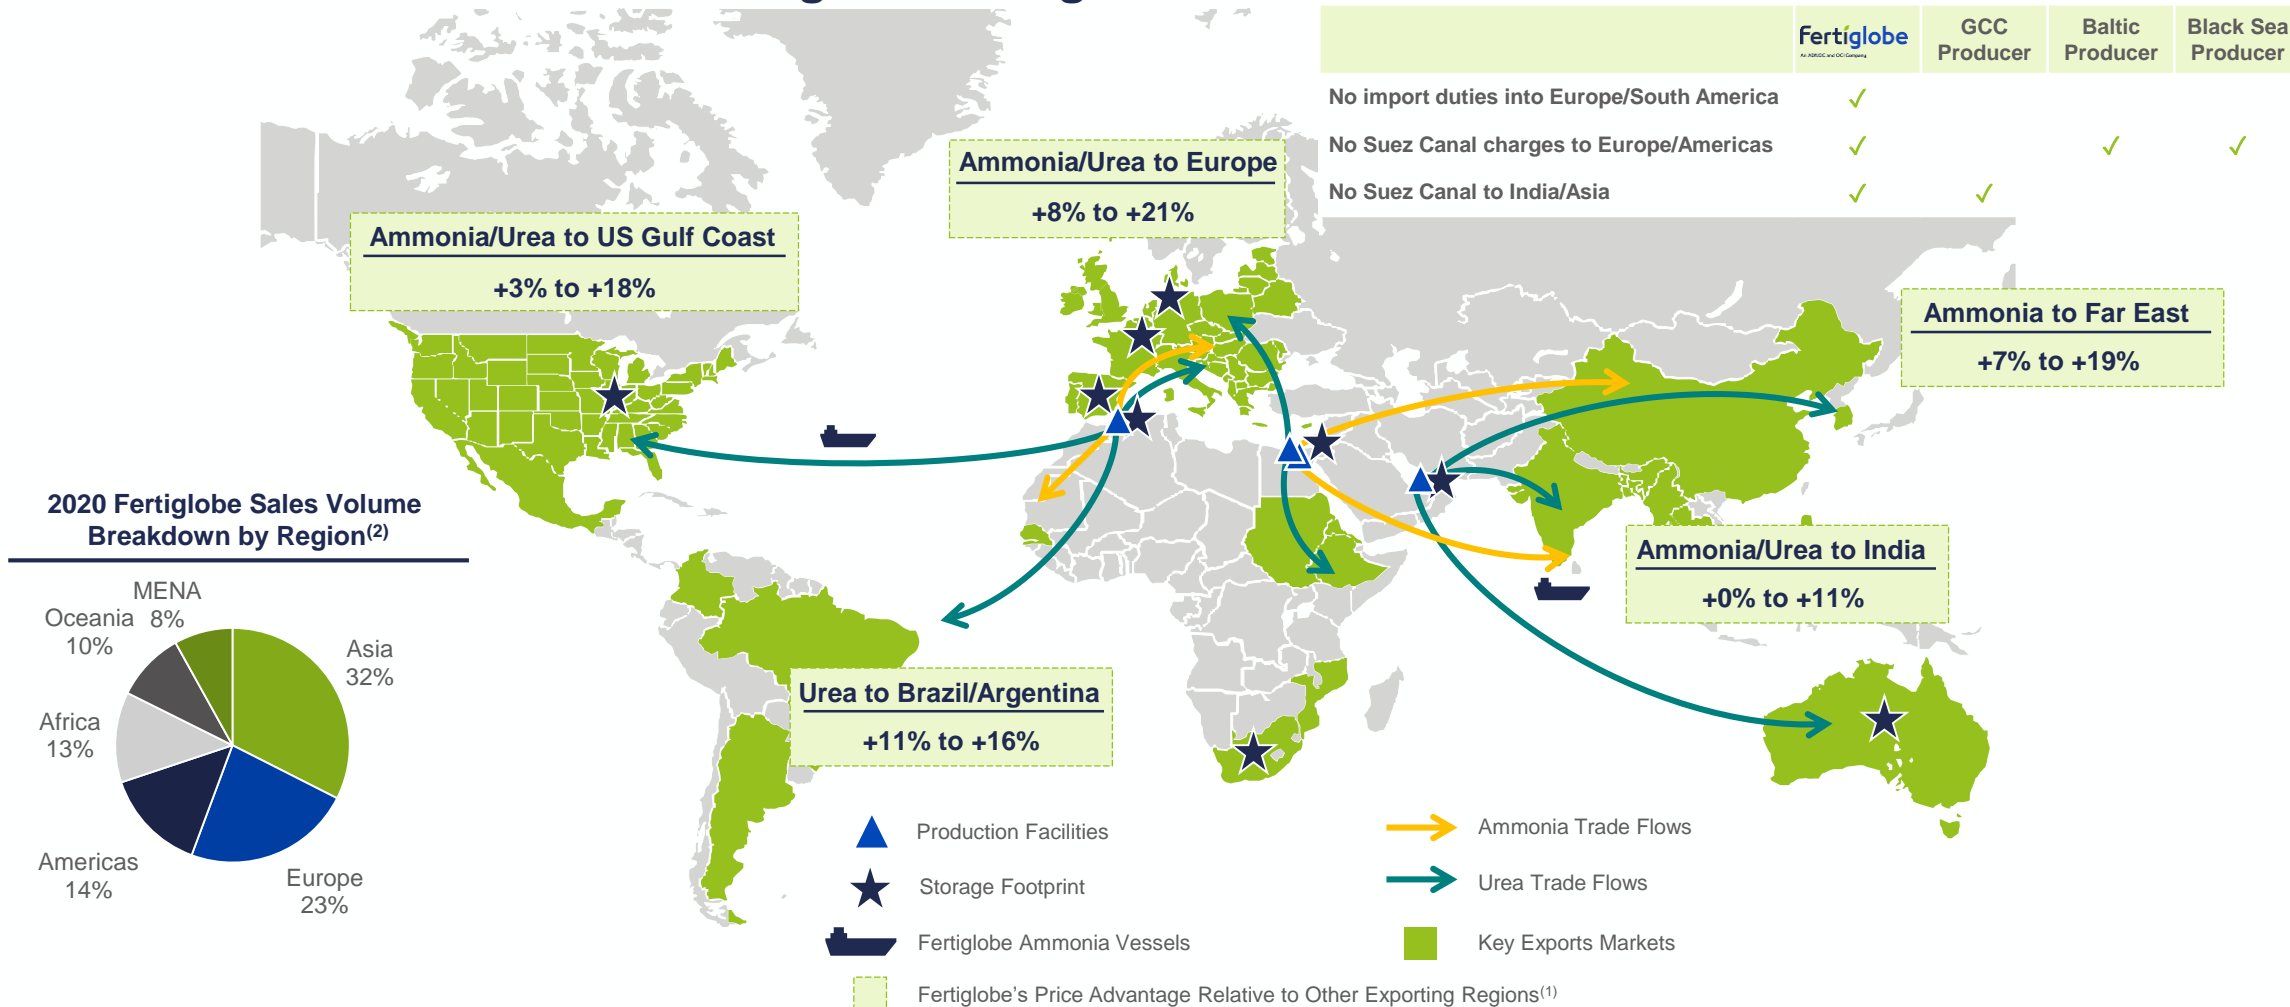 Fertiglobe
An ADNOC and OCI Company
GCC
Producer
Baltic
Producer
Black Sea
Producer
No import duties into Europe/South America
✓
No Suez Canal charges to Europe/Americas
✓ ✓ ✓
No Suez Canal to India/Asia
✓ ✓
Ammonia/Urea to Europe
+8% to +21%
Ammonia/Urea to US Gulf Coast
+3% to +18%
Ammonia to Far East
+7% to +19%
Ammonia/Urea to India
+0% to +11%
Urea to Brazil/Argentina
+11% to +16%
2020 Fertiglobe Sales Volume
Breakdown by Region(2)
MENA
8%
Oceania
10%
Asia
32%
Africa
13%
Americas
14%
Europe
23%
Production Facilities
Storage Footprint
Fertiglobe Ammonia Vessels
Fertiglobe's Price Advantage Relative to Other Exporting Regions(1)
Ammonia Trade Flows
Urea Trade Flows
Key Exports Markets